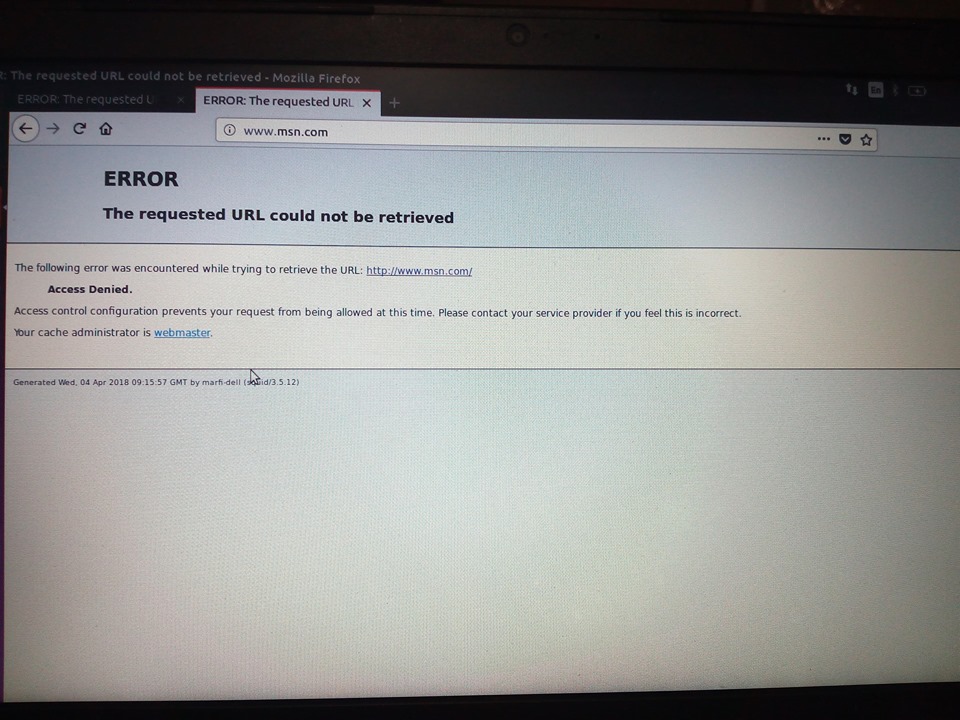 R: The requested URL could not be retrieved - Mozilla Firefox
ERROR: The requested U
ERROR: The requested URL
En
www.msn.com
ERROR
The requested URL could not be retrieved
The following error was encountered while trying to retrieve the URL: http://www.msn.com/
Access Denied.
Access control configuration prevents your request from being allowed at this time. Please contact your service provider if you feel this is incorrect.
Your cache administrator is webmaster.
Generated Wed, 04 Apr 2018 09:15:57 GMT by marfi-dell (squid/3.5.12)